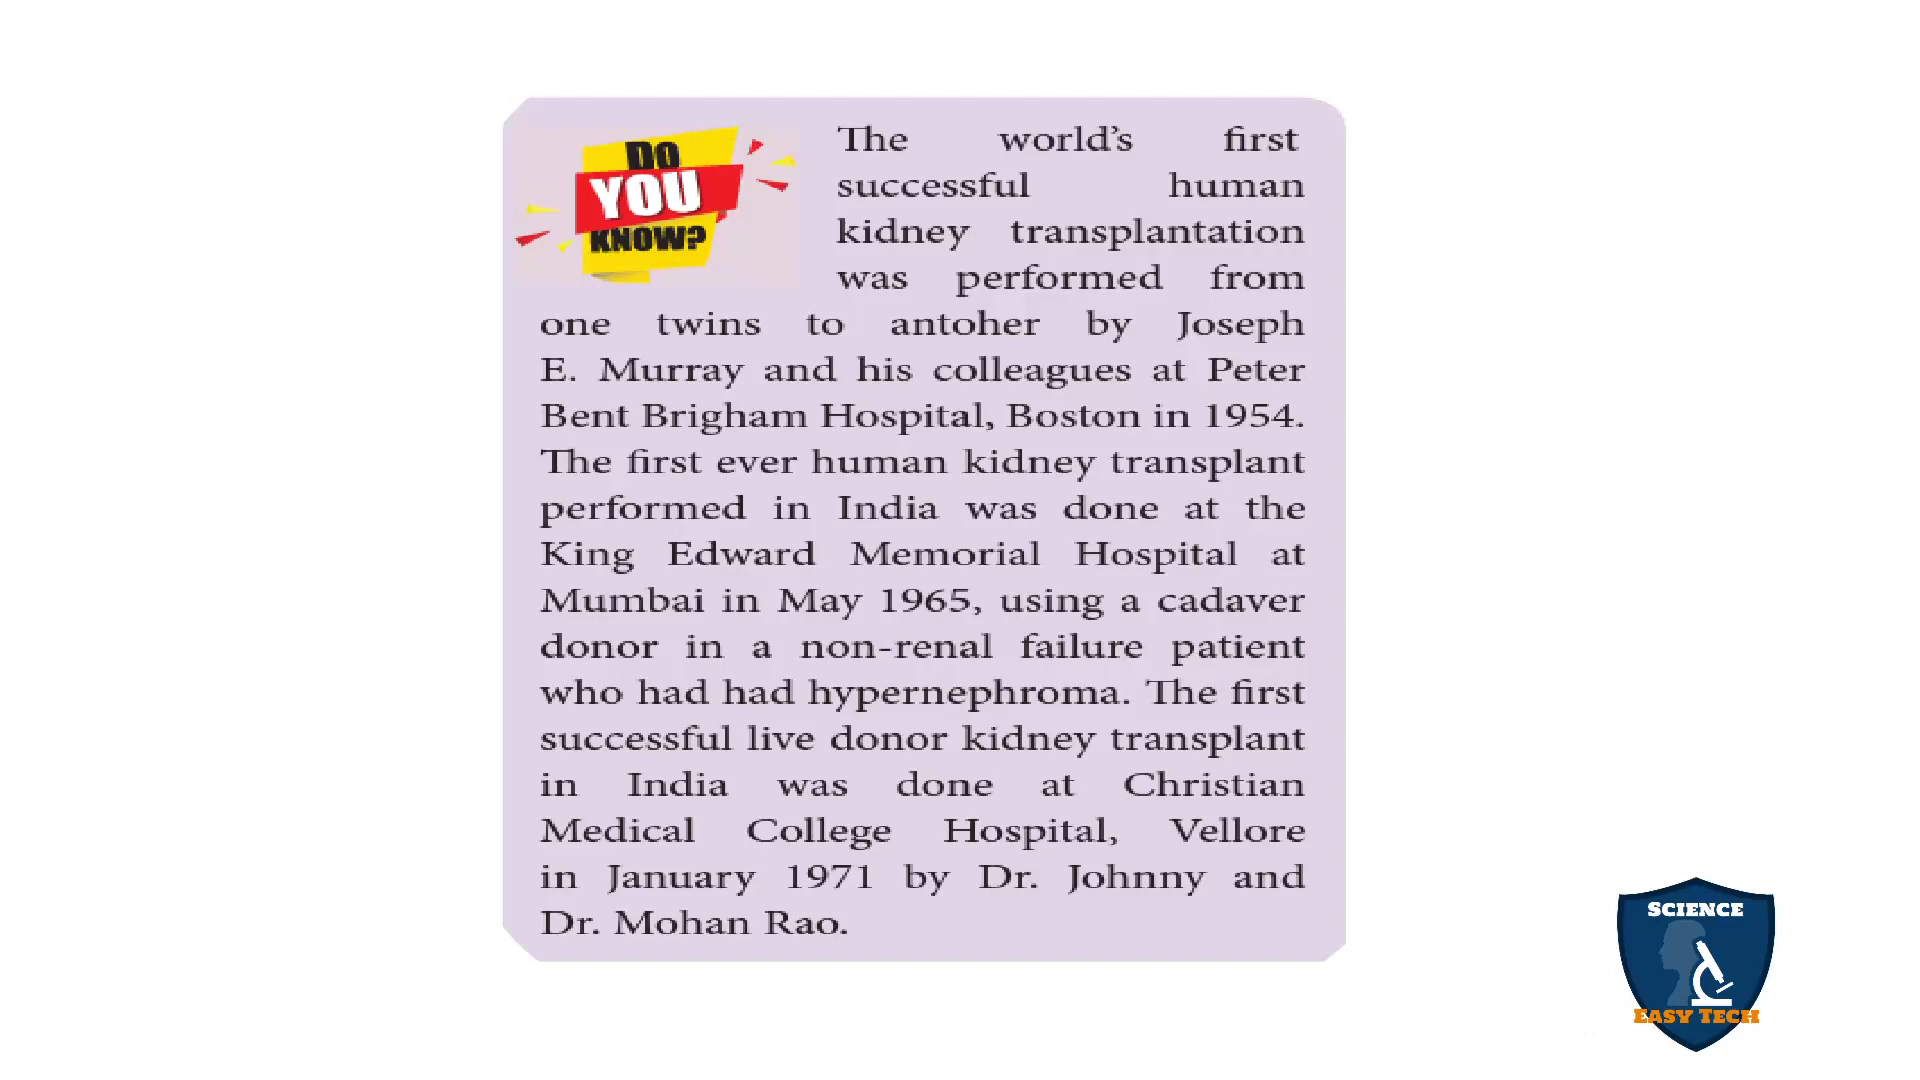 DO
YOU
KNOW?
The world’s first
successful human
kidney transplantation
was performed from
one twins to antoher by Joseph
E. Murray and his colleagues at Peter
Bent Brigham Hospital, Boston in 1954.
The first ever human kidney transplant
performed in India was done at the
King Edward Memorial Hospital at
Mumbai in May 1965, using a cadaver
donor in a non-renal failure patient
who had had hypernephroma. The first
successful live donor kidney transplant
in India was done at Christian
Medical College Hospital, Vellore
in January 1971 by Dr. Johnny and
Dr. Mohan Rao.
SCIENCE
EASY TECH